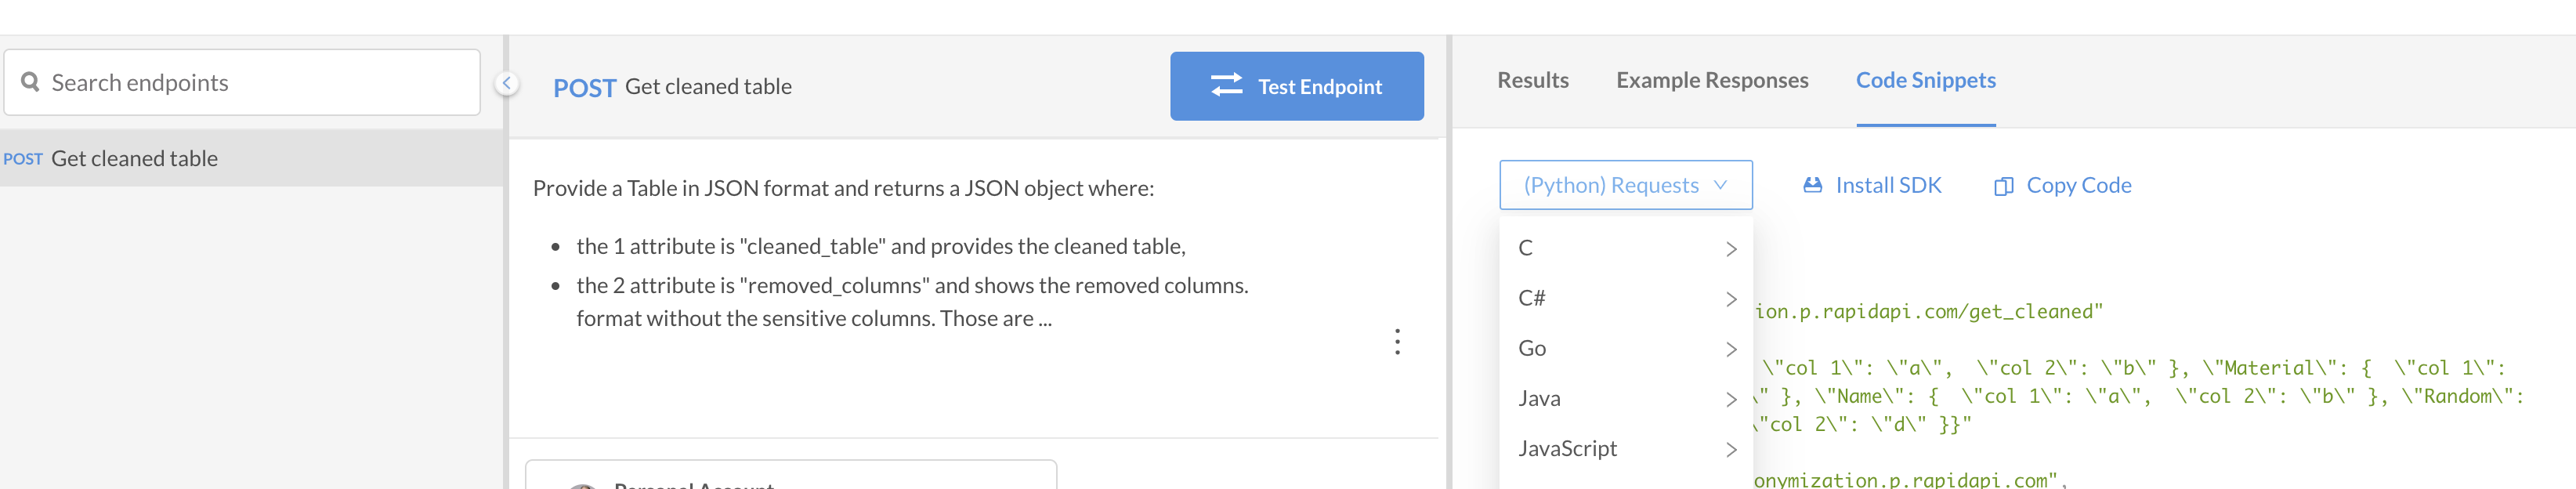 Search endpoints
POST Get cleaned table
POST Get cleaned table
Test Endpoint
Provide a Table in JSON format and returns a JSON object where:
• the 1 attribute is "cleaned_table" and provides the cleaned table,
• the 2 attribute is "removed_columns" and shows the removed columns.
format without the sensitive columns. Those are ...
Personal Account
Results
Example Responses
Code Snippets
(Python) Requests
Install SDK
Copy Code
C
C#
Go
Java
JavaScript
ion.p.rapidapi.com/get_cleaned"
\"col 1\": \"a\",  \"col 2\": \"b\" }, \"Material\": {  \"col 1\":
\" }, \"Name\": {  \"col 1\": \"a\",  \"col 2\": \"b\" }, \"Random\":
\"col 2\": \"d\" }}"
onymization.p.rapidapi.com",